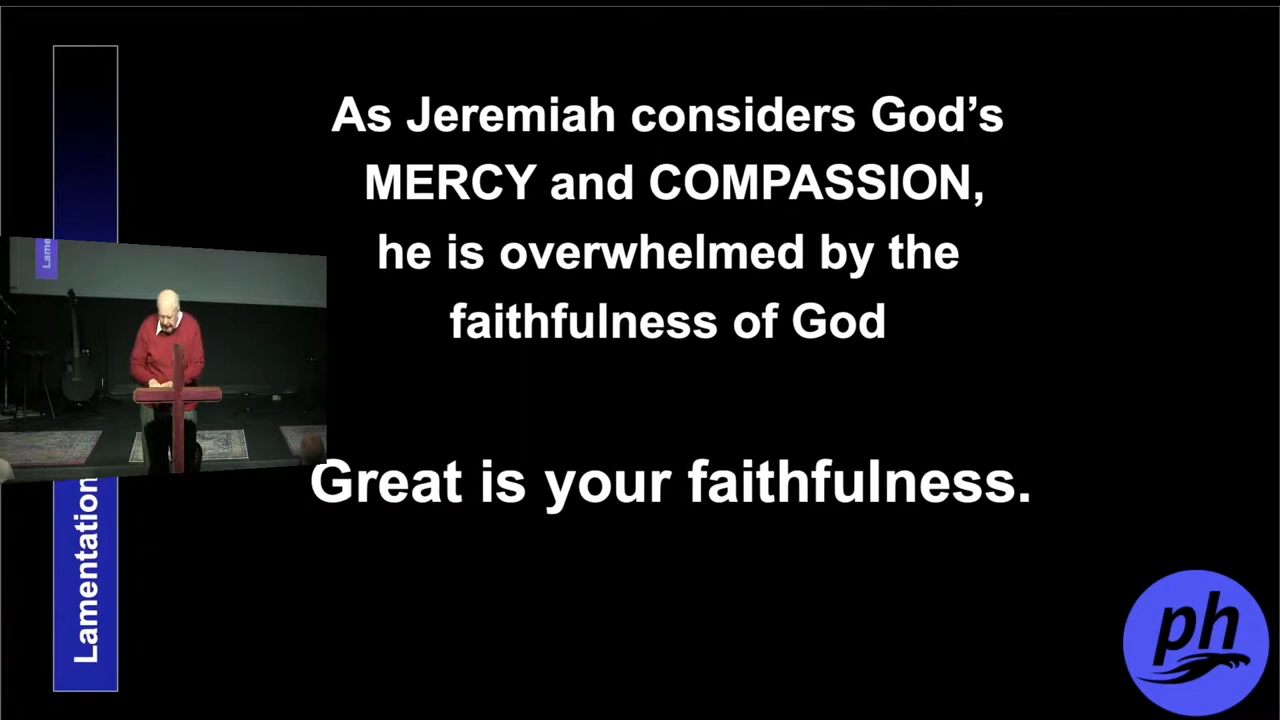 As Jeremiah considers God’s
MERCY and COMPASSION,
he is overwhelmed by the
faithfulness of God
Great is your faithfulness.
Lamentation
Lame
ph